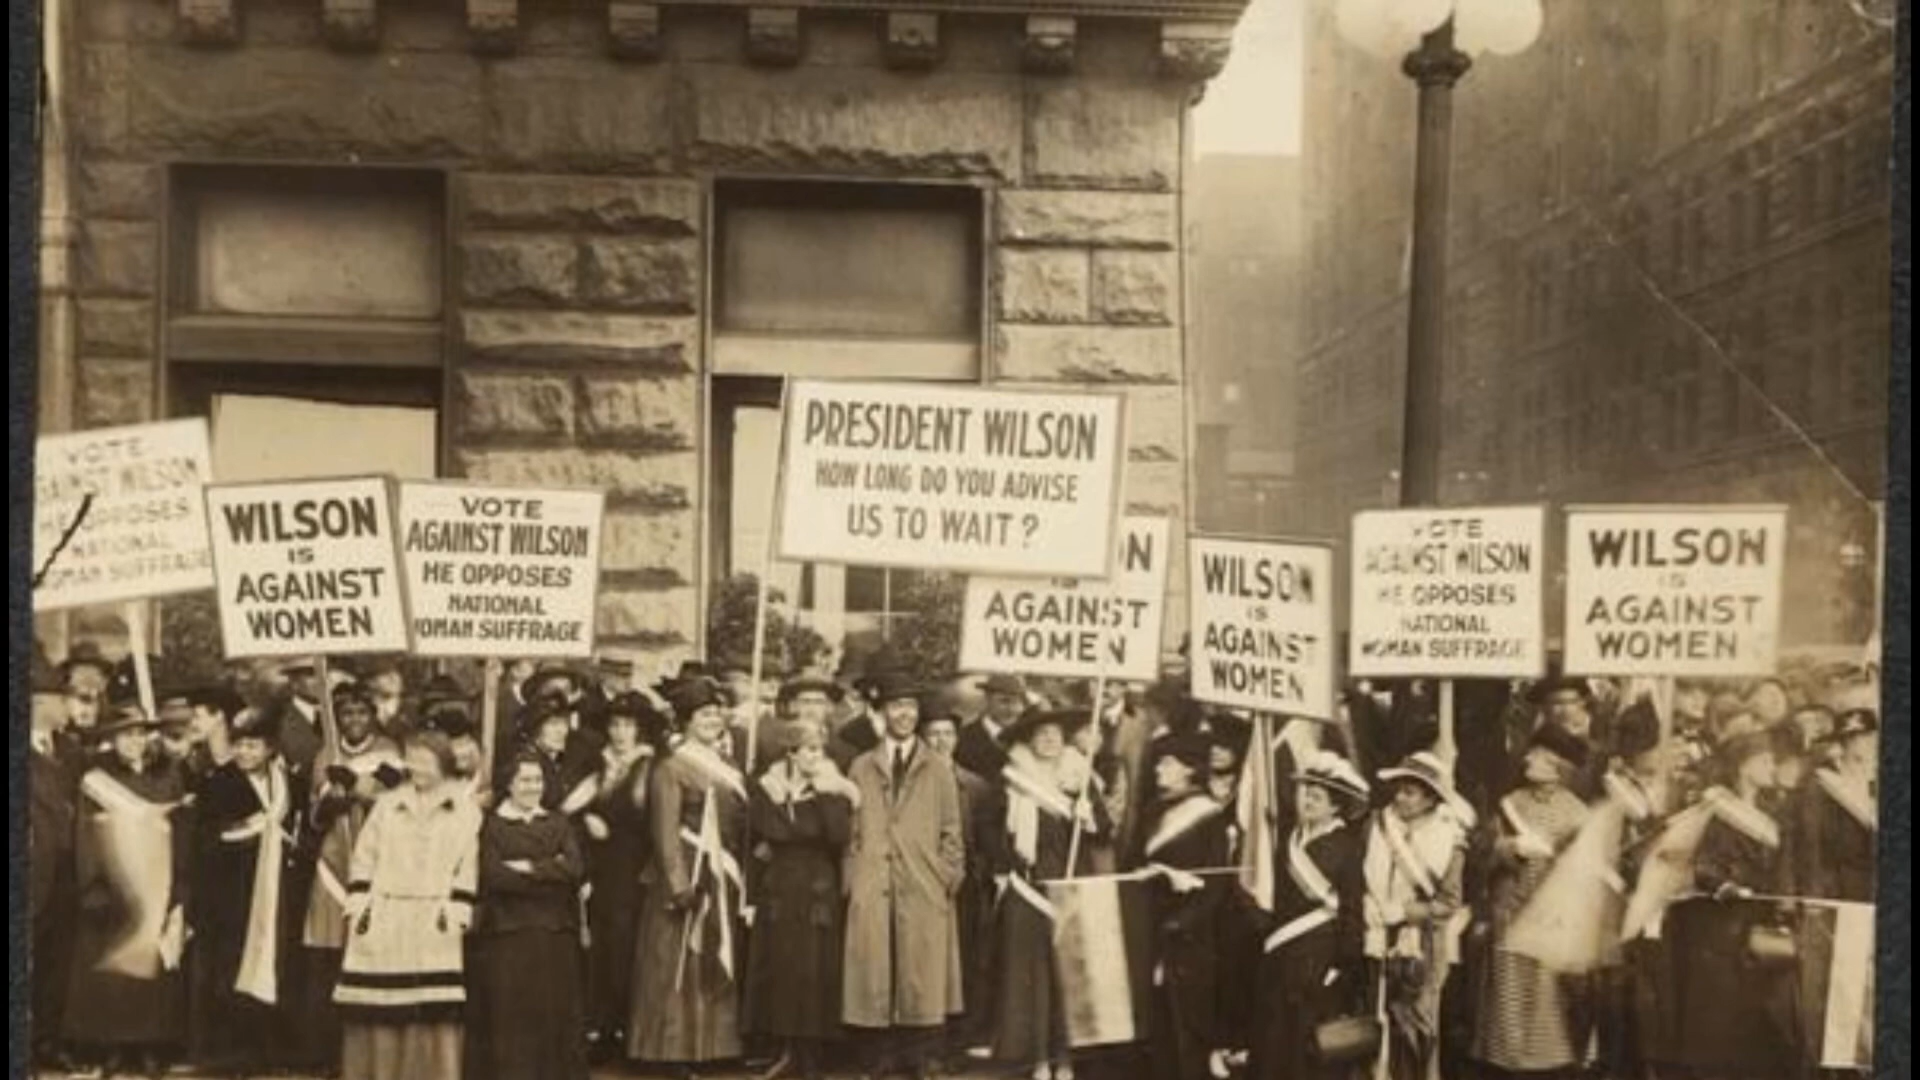 VOTE
AGAINST WILSON
HE OPPOSES
NATIONAL
WOMAN SUFFRAGE
WILSON
IS
AGAINST
WOMEN
VOTE
AGAINST WILSON
HE OPPOSES
NATIONAL
WOMAN SUFFRAGE
PRESIDENT WILSON
HOW LONG DO YOU ADVISE
US TO WAIT?
AGAINST
WOMEN
WILSON
IS
AGAINST
WOMEN
VOTE
AGAINST WILSON
HE OPPOSES
NATIONAL
WOMAN SUFFRAGE
WILSON
IS
AGAINST
WOMEN